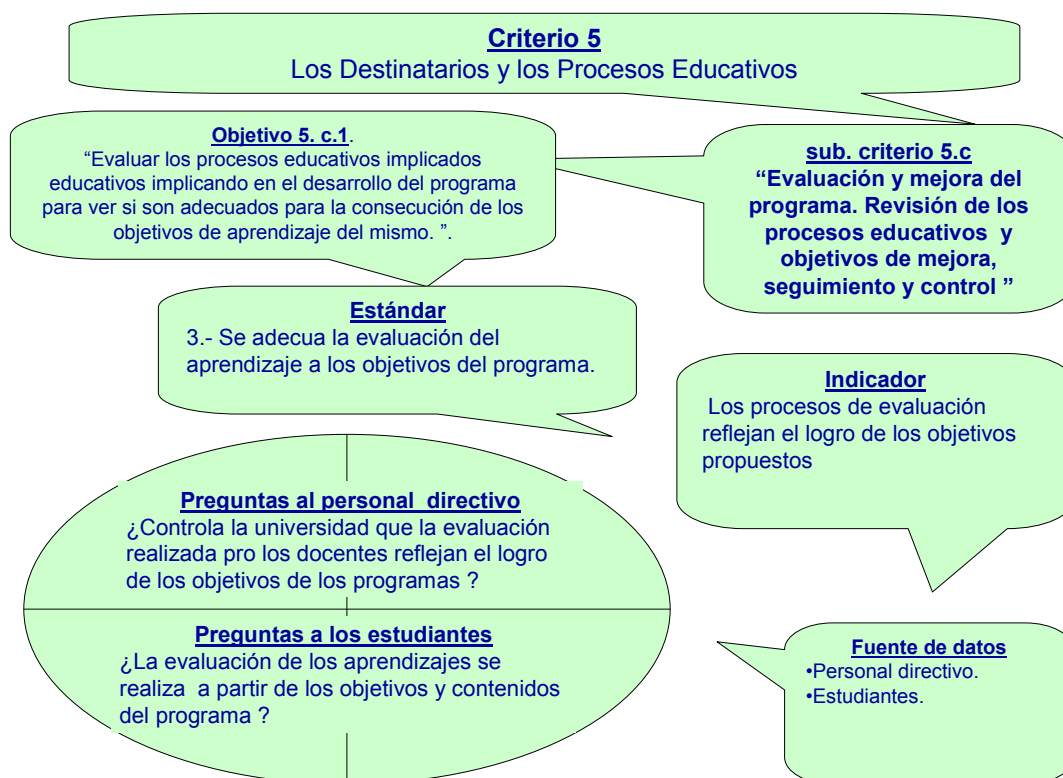 Criterio 5
Los Destinatarios y los Procesos Educativos
Objetivo 5. c.1.
“Evaluar los procesos educativos implicados
educativos implicando en el desarrollo del programa
para ver si son adecuados para la consecución de los
objetivos de aprendizaje del mismo. ”.
sub. criterio 5.c
“Evaluación y mejora del
programa. Revisión de los
procesos educativos y
objetivos de mejora,
seguimiento y control ”
Estándar
3.- Se adecua la evaluación del
aprendizaje a los objetivos del programa.
Indicador
Los procesos de evaluación
reflejan el logro de los objetivos
propuestos
Preguntas al personal directivo
¿Controla la universidad que la evaluación
realizada pro los docentes reflejan el logro
de los objetivos de los programas ?
Preguntas a los estudiantes
¿La evaluación de los aprendizajes se
realiza a partir de los objetivos y contenidos
del programa ?
Fuente de datos
•Personal directivo.
•Estudiantes.